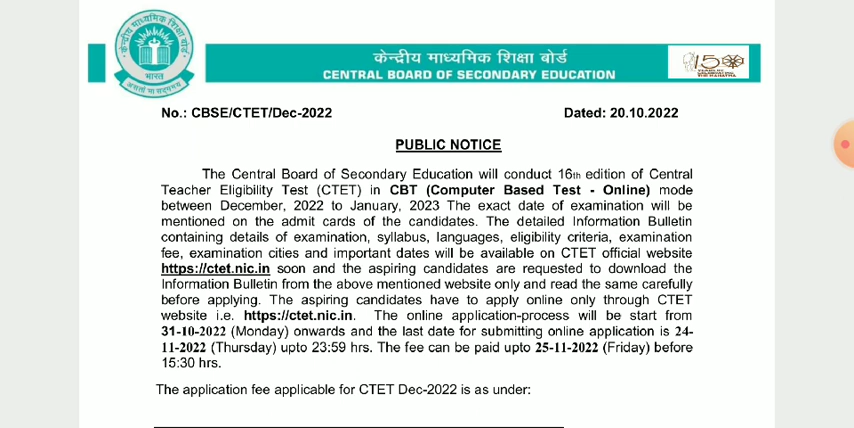 केन्द्रीय माध्यमिक शिक्षा बोर्ड
भारत
असतो मा सद्गमय
केन्द्रीय माध्यमिक शिक्षा बोर्ड
CENTRAL BOARD OF SECONDARY EDUCATION
15
No.: CBSE/CTET/Dec-2022 Dated: 20.10.2022
PUBLIC NOTICE
The Central Board of Secondary Education will conduct 16th edition of Central
Teacher Eligibility Test (CTET) in CBT (Computer Based Test - Online) mode
between December, 2022 to January, 2023 The exact date of examination will be
mentioned on the admit cards of the candidates. The detailed Information Bulletin
containing details of examination, syllabus, languages, eligibility criteria, examination
fee, examination cities and important dates will be available on CTET official website
https://ctet.nic.in soon and the aspiring candidates are requested to download the
Information Bulletin from the above mentioned website only and read the same carefully
before applying. The aspiring candidates have to apply online only through CTET
website i.e. https://ctet.nic.in. The online application-process will be start from
31-10-2022 (Monday) onwards and the last date for submitting online application is 24-
11-2022 (Thursday) upto 23:59 hrs. The fee can be paid upto 25-11-2022 (Friday) before
15:30 hrs.
The application fee applicable for CTET Dec-2022 is as under: